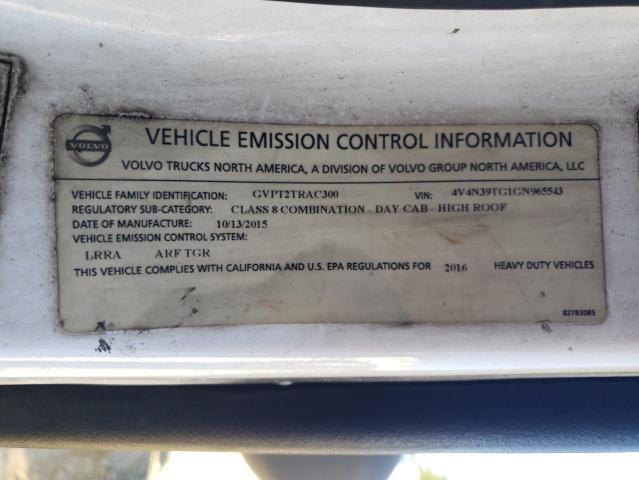 VOLVO
VEHICLE EMISSION CONTROL INFORMATION
VOLVO TRUCKS NORTH AMERICA, A DIVISION OF VOLVO GROUP NORTH AMERICA, LLC
VEHICLE FAMILY IDENTIFICATION: GVPT2TRAC300 VIN: 4V4N39TG1GN965543
REGULATORY SUB-CATEGORY: CLASS 8 COMBINATION - DAY CAB - HIGH ROOF
DATE OF MANUFACTURE: 10/13/2015
VEHICLE EMISSION CONTROL SYSTEM:
LRRA ARF TGR
THIS VEHICLE COMPLIES WITH CALIFORNIA AND U.S. EPA REGULATIONS FOR 2016 HEAVY DUTY VEHICLES
82783085